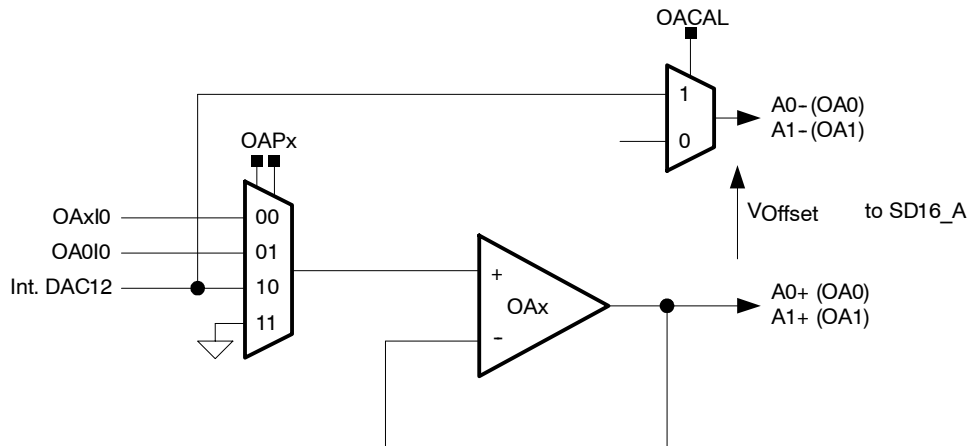 OACAL
1
0
A0- (OA0)
A1- (OA1)
OAPx
OAxI0
OA0I0
Int. DAC12
00
01
10
11
+
OAx
-
VOffset to SD16_A
A0+ (OA0)
A1+ (OA1)